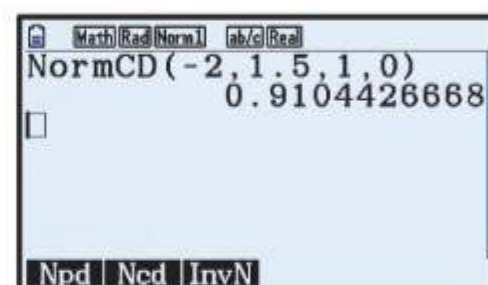 Math Rad Norm1 ab/c Real
NormCD(-2,1.5,1,0)
0.9104426668
Npd Ncd InvN